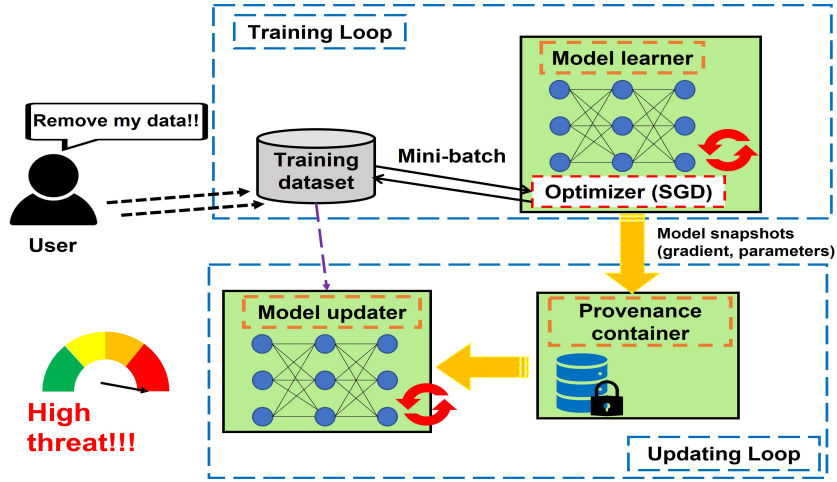 Training Loop
Model learner
Remove my data!!
Training
dataset
Mini-batch
Optimizer (SGD)
User
Model snapshots
(gradient, parameters)
Model updater
Provenance
container
High
threat!!!
Updating Loop